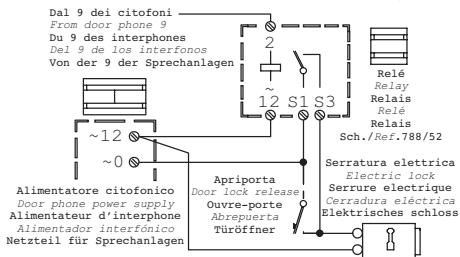 Dal 9 dei citofoni
From door phone 9
Du 9 des interphones
Del 9 de los interfonos
Von der 9 der Sprechanlagen
2
~
12 S1 S3
Relé
Relay
Relais
Relé
Relais
Sch./Ref.788/52
~12
~0
Alimentatore citofonico
Door phone power supply
Alimentateur d'interphone
Alimentador interfónico
Netzteil für Sprechanlagen
Apriporta
Door lock release
Ouvre-porte
Abrepuerta
Türöffner
Serratura elettrica
Electric lock
Serrure electrique
Cerradura eléctrica
Elektrisches schloss